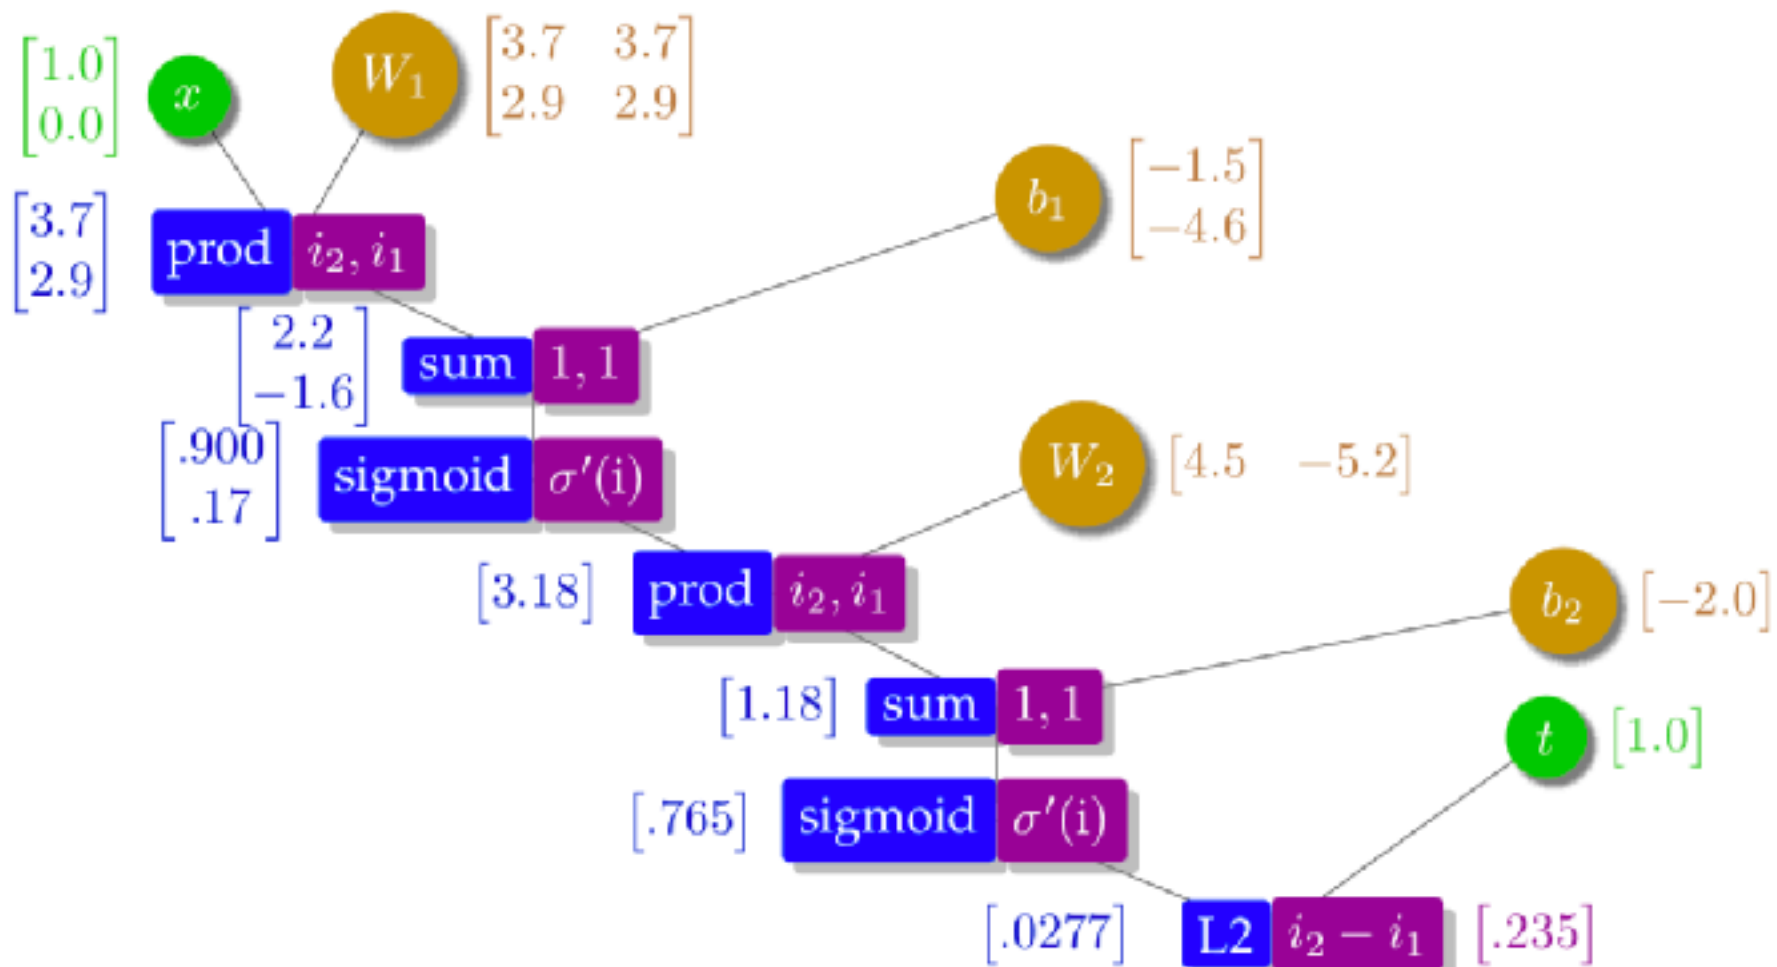 [1.0 0.0] x W₁ [3.7 3.7 2.9 2.9]
[3.7 2.9] prod i₂, i₁ b₁ [−1.5 −4.6]
[2.2 −1.6] sum 1, 1
[.900 .17] sigmoid σ′(i) W₂ [4.5 −5.2]
[3.18] prod i₂, i₁ b₂ [−2.0]
[1.18] sum 1, 1 t [1.0]
[.765] sigmoid σ′(i)
[.0277] L2 i₂ − i₁ [.235]